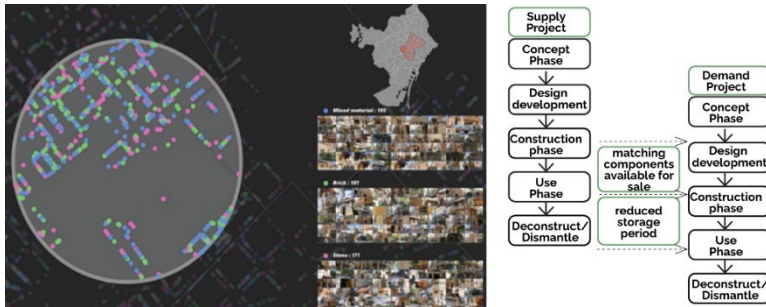 Mixed material : 195
Brick : 181
Stone : 171
Supply
Project
Concept
Phase
Design
development
Construction
phase
Use
Phase
Deconstruct/
Dismantle
matching
components
available for
sale
reduced
storage
period
Demand
Project
Concept
Phase
Design
development
Construction
phase
Use
Phase
Deconstruct/
Dismantle